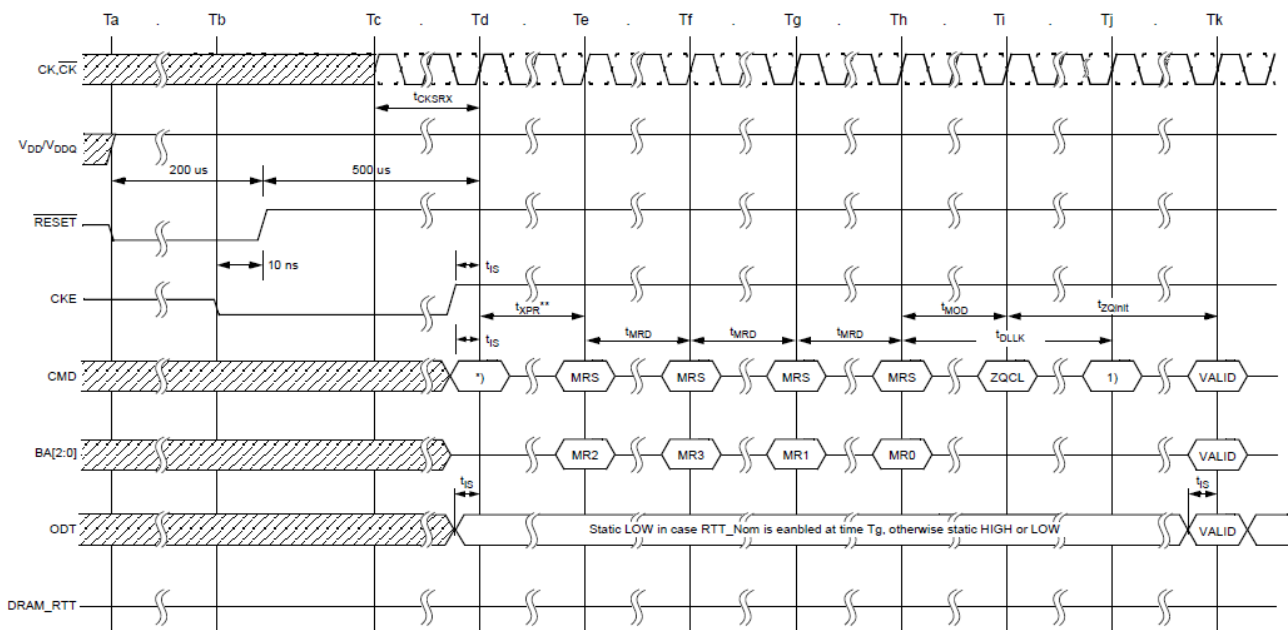 Ta . Tb Tc . Td . Te . Tf . Tg . Th . Ti . Tj . Tk
CK,CK
tCKSRX
VDD/VDDQ
200 us 500 us
RESET
10 ns tIS
CKE
tXPR** tMOD tZQinit
tIS tMRD tMRD tMRD tDLLK
CMD *) MRS MRS MRS MRS ZQCL 1) VALID
BA[2:0] MR2 MR3 MR1 MR0 VALID
tIS tIS
ODT Static LOW in case RTT_Nom is eanbled at time Tg, otherwise static HIGH or LOW VALID
DRAM_RTT